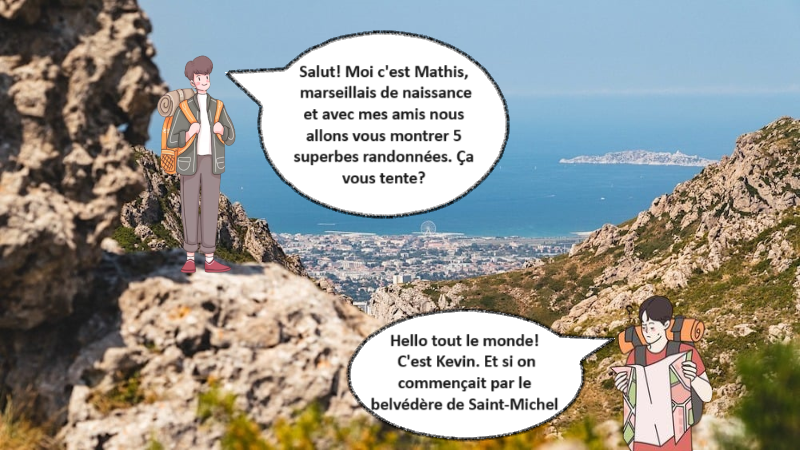 Salut! Moi c'est Mathis,
marseillais de naissance
et avec mes amis nous
allons vous montrer 5
superbes randonnées. Ça
vous tente?
Hello tout le monde!
C'est Kevin. Et si on
commençait par le
belvédère de Saint-Michel